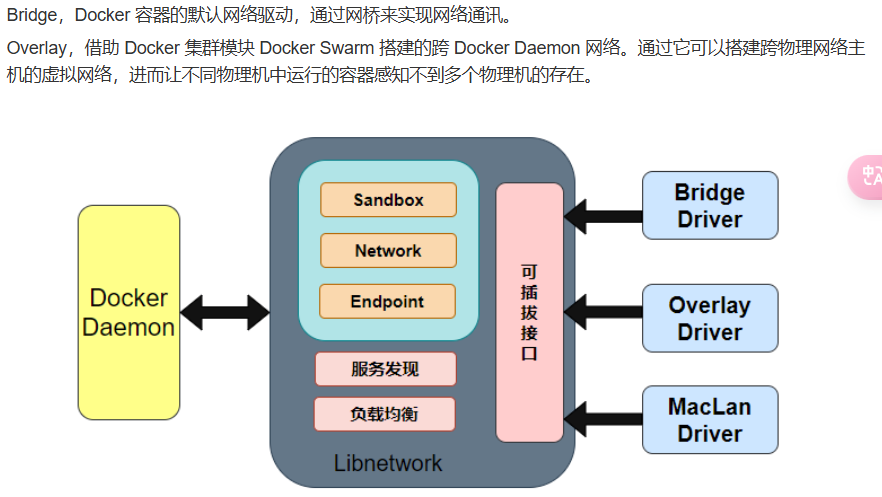 Bridge，Docker 容器的默认网络驱动，通过网桥来实现网络通讯。
Overlay，借助 Docker 集群模块 Docker Swarm 搭建的跨 Docker Daemon 网络。通过它可以搭建跨物理网络主
机的虚拟网络，进而让不同物理机中运行的容器感知不到多个物理机的存在。
Docker
Daemon
Sandbox
Network
Endpoint
服务发现
负载均衡
Libnetwork
可
插
拔
接
口
Bridge
Driver
Overlay
Driver
MacLan
Driver
中
A